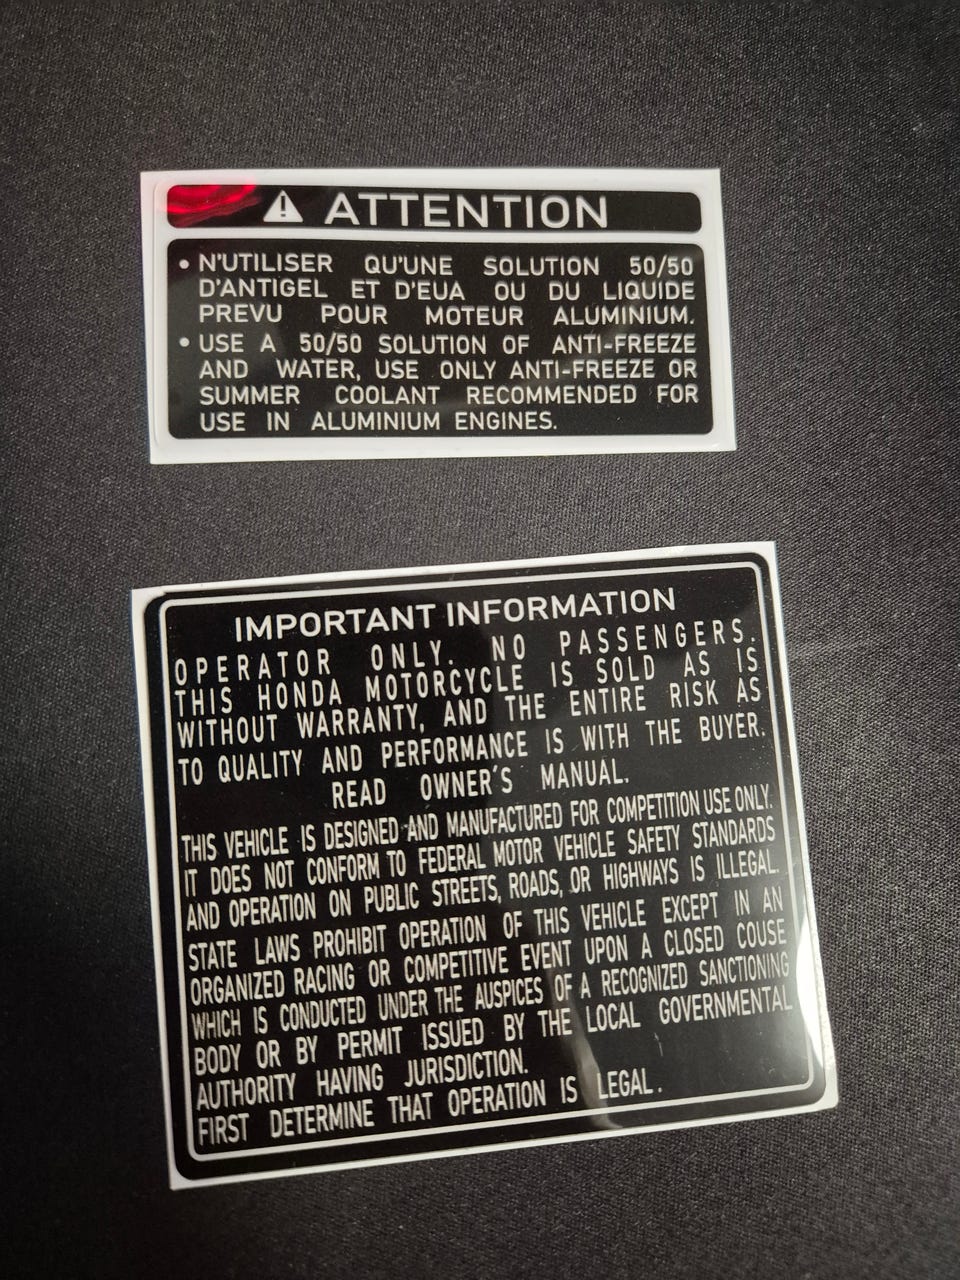 ATTENTION
• N'UTILISER QU'UNE SOLUTION 50/50
D'ANTIGEL ET D'EUA OU DU LIQUIDE
PREVU POUR MOTEUR ALUMINIUM.
• USE A 50/50 SOLUTION OF ANTI-FREEZE
AND WATER, USE ONLY ANTI-FREEZE OR
SUMMER COOLANT RECOMMENDED FOR
USE IN ALUMINIUM ENGINES.
IMPORTANT INFORMATION
OPERATOR ONLY. NO PASSENGERS.
THIS HONDA MOTORCYCLE IS SOLD AS IS
WITHOUT WARRANTY, AND THE ENTIRE RISK AS
TO QUALITY AND PERFORMANCE IS WITH THE BUYER.
READ OWNER'S MANUAL.
THIS VEHICLE IS DESIGNED AND MANUFACTURED FOR COMPETITION USE ONLY.
IT DOES NOT CONFORM TO FEDERAL MOTOR VEHICLE SAFETY STANDARDS
AND OPERATION ON PUBLIC STREETS, ROADS, OR HIGHWAYS IS ILLEGAL.
STATE LAWS PROHIBIT OPERATION OF THIS VEHICLE EXCEPT IN AN
ORGANIZED RACING OR COMPETITIVE EVENT UPON A CLOSED COUSE
WHICH IS CONDUCTED UNDER THE AUSPICES OF A RECOGNIZED SANCTIONING
BODY OR BY PERMIT ISSUED BY THE LOCAL GOVERNMENTAL
AUTHORITY HAVING JURISDICTION.
FIRST DETERMINE THAT OPERATION IS LEGAL.